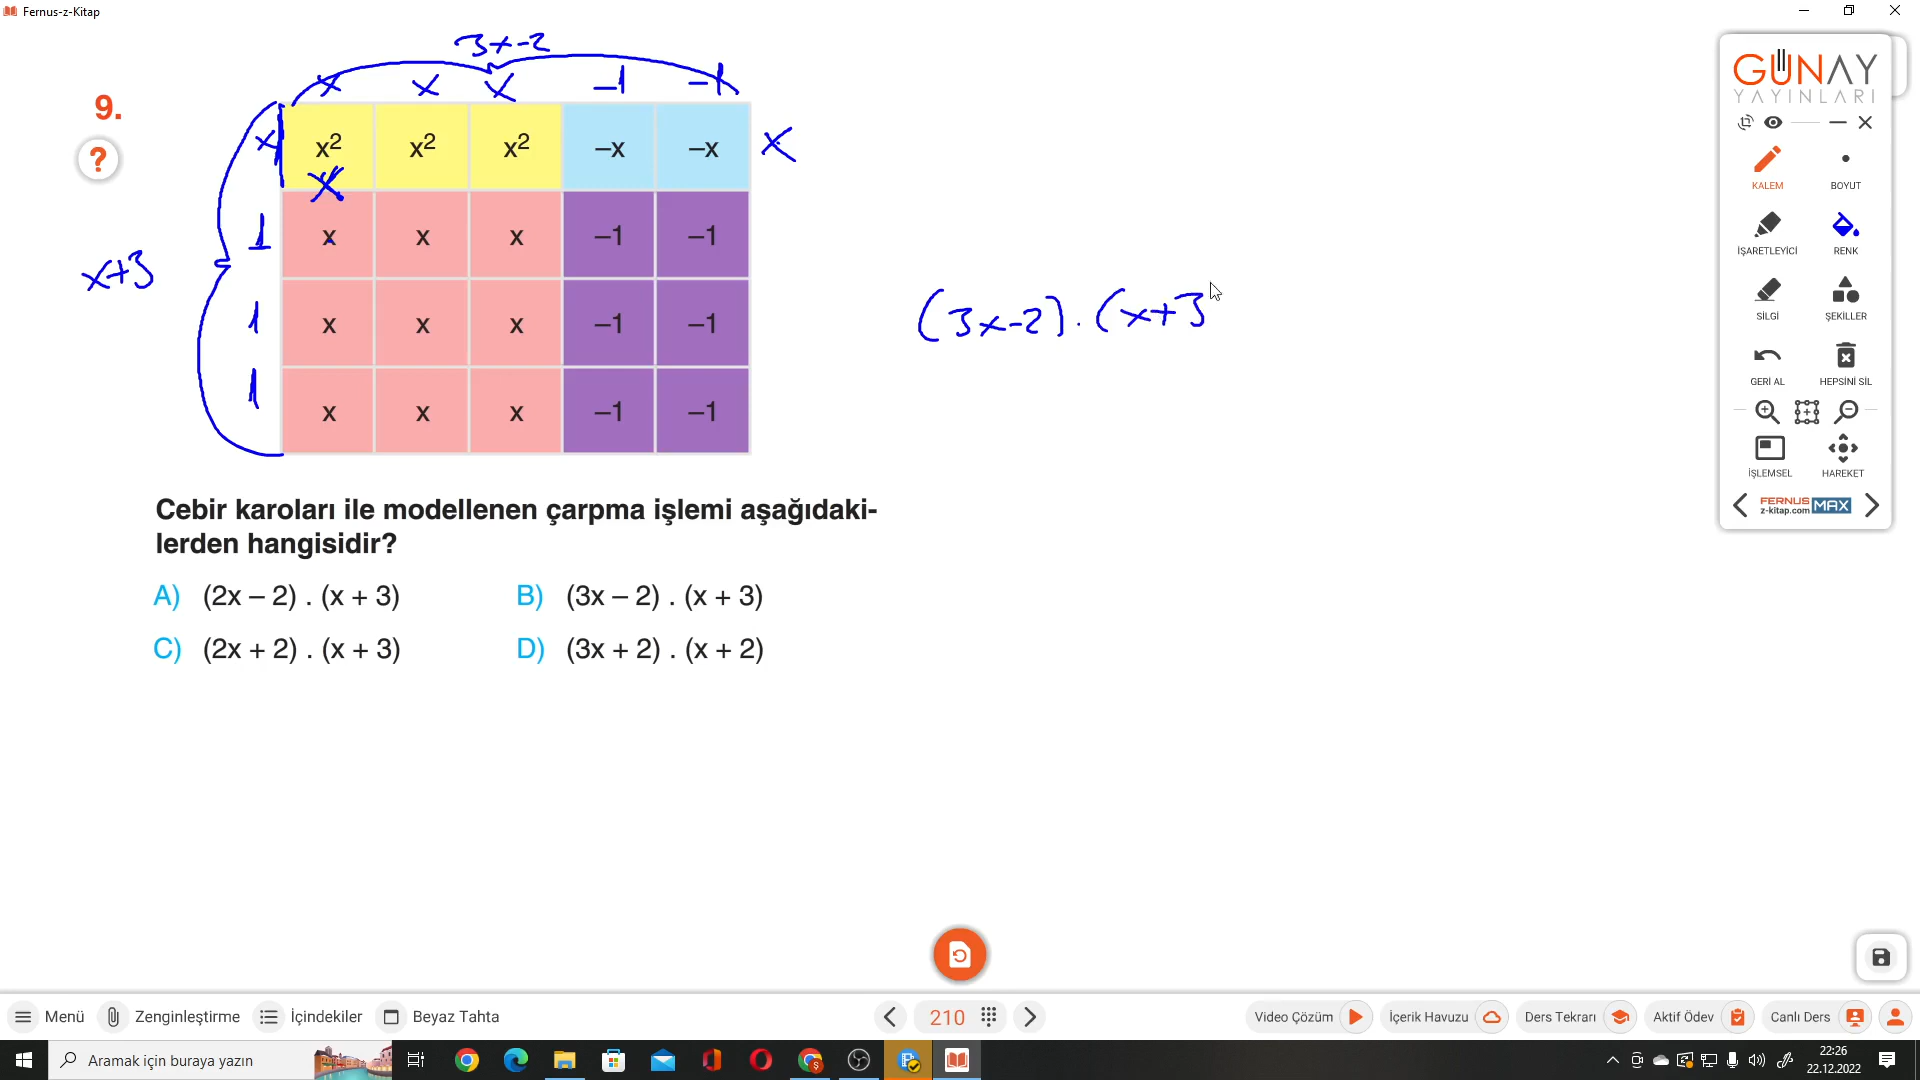 Fernus-z-Kitap
3x-2
x x x -1 -1
9.
x x² x² x² –x –x x
?
x
1 x x x –1 –1
x+3
1 x x x –1 –1
(3x-2).(x+3
1 x x x –1 –1
Cebir karoları ile modellenen çarpma işlemi aşağıdaki-
lerden hangisidir?
A) (2x – 2) . (x + 3) B) (3x – 2) . (x + 3)
C) (2x + 2) . (x + 3) D) (3x + 2) . (x + 2)
GÜNAY
YAYINLARI
KALEM BOYUT
İŞARETLEYİCİ RENK
SİLGİ ŞEKİLLER
GERİ AL HEPSİNİ SİL
İŞLEMSEL HAREKET
FERNUS
z-kitap.com MAX
Menü Zenginleştirme İçindekiler Beyaz Tahta 210 Video Çözüm İçerik Havuzu Ders Tekrarı Aktif Ödev Canlı Ders
Aramak için buraya yazın
22:26
22.12.2022